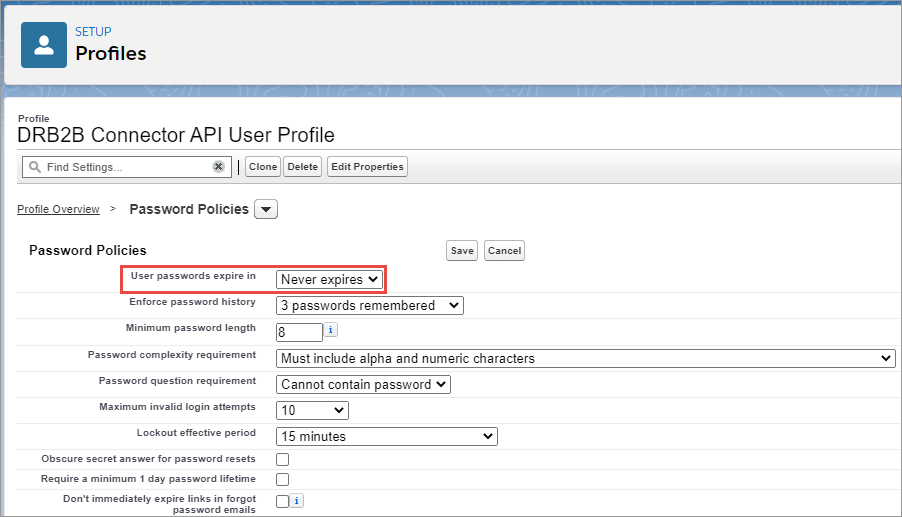 SETUP
Profiles
Profile
DRB2B Connector API User Profile
Find Settings... Clone Delete Edit Properties
Profile Overview > Password Policies
Password Policies Save Cancel
User passwords expire in Never expires
Enforce password history 3 passwords remembered
Minimum password length 8 i
Password complexity requirement Must include alpha and numeric characters
Password question requirement Cannot contain password
Maximum invalid login attempts 10
Lockout effective period 15 minutes
Obscure secret answer for password resets
Require a minimum 1 day password lifetime
Don't immediately expire links in forgot i
password emails